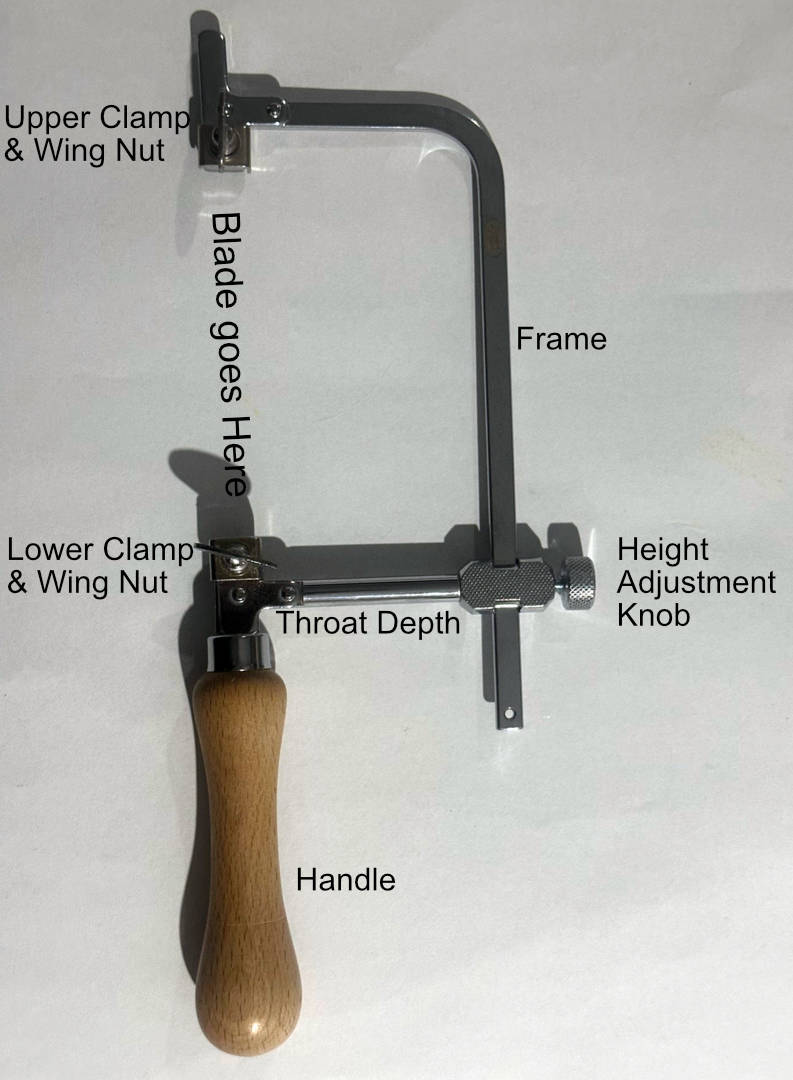 Upper Clamp
& Wing Nut
Blade goes Here
Frame
Lower Clamp
& Wing Nut
Height
Adjustment
Knob
Throat Depth
Handle